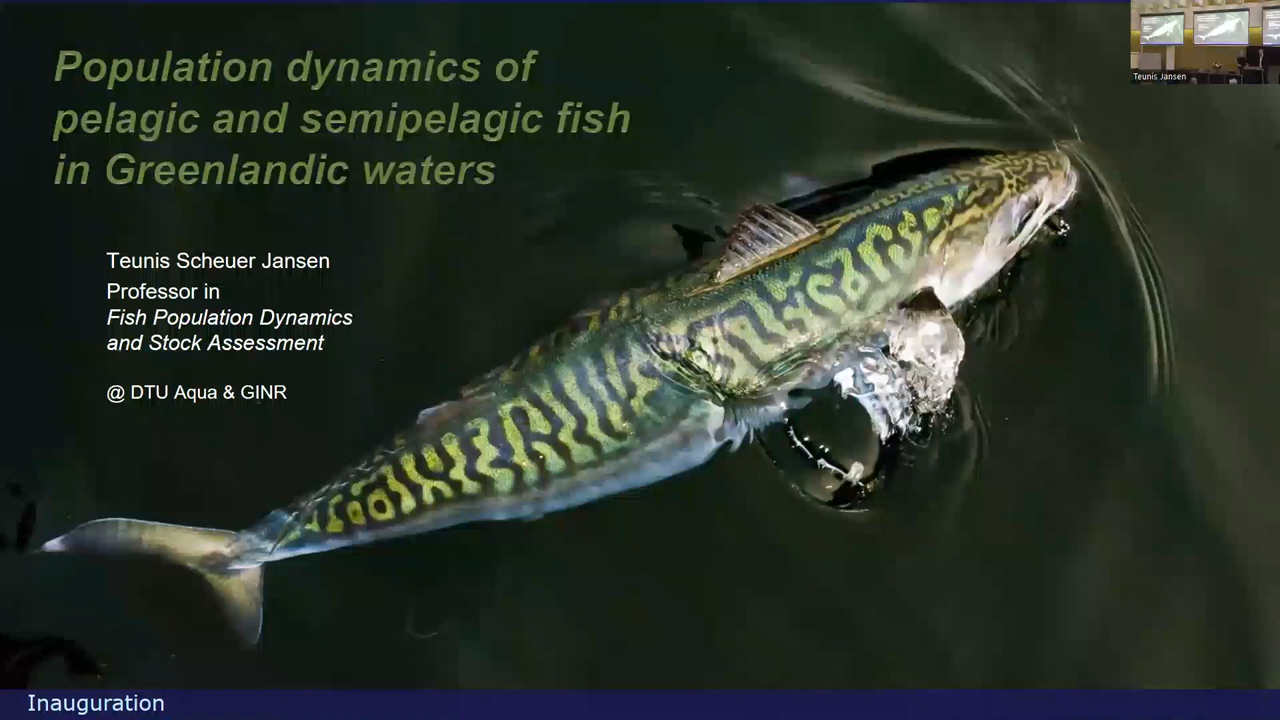 Population dynamics of
pelagic and semipelagic fish
in Greenlandic waters
Teunis Jansen
Teunis Scheuer Jansen
Professor in
Fish Population Dynamics
and Stock Assessment
@ DTU Aqua & GINR
Inauguration